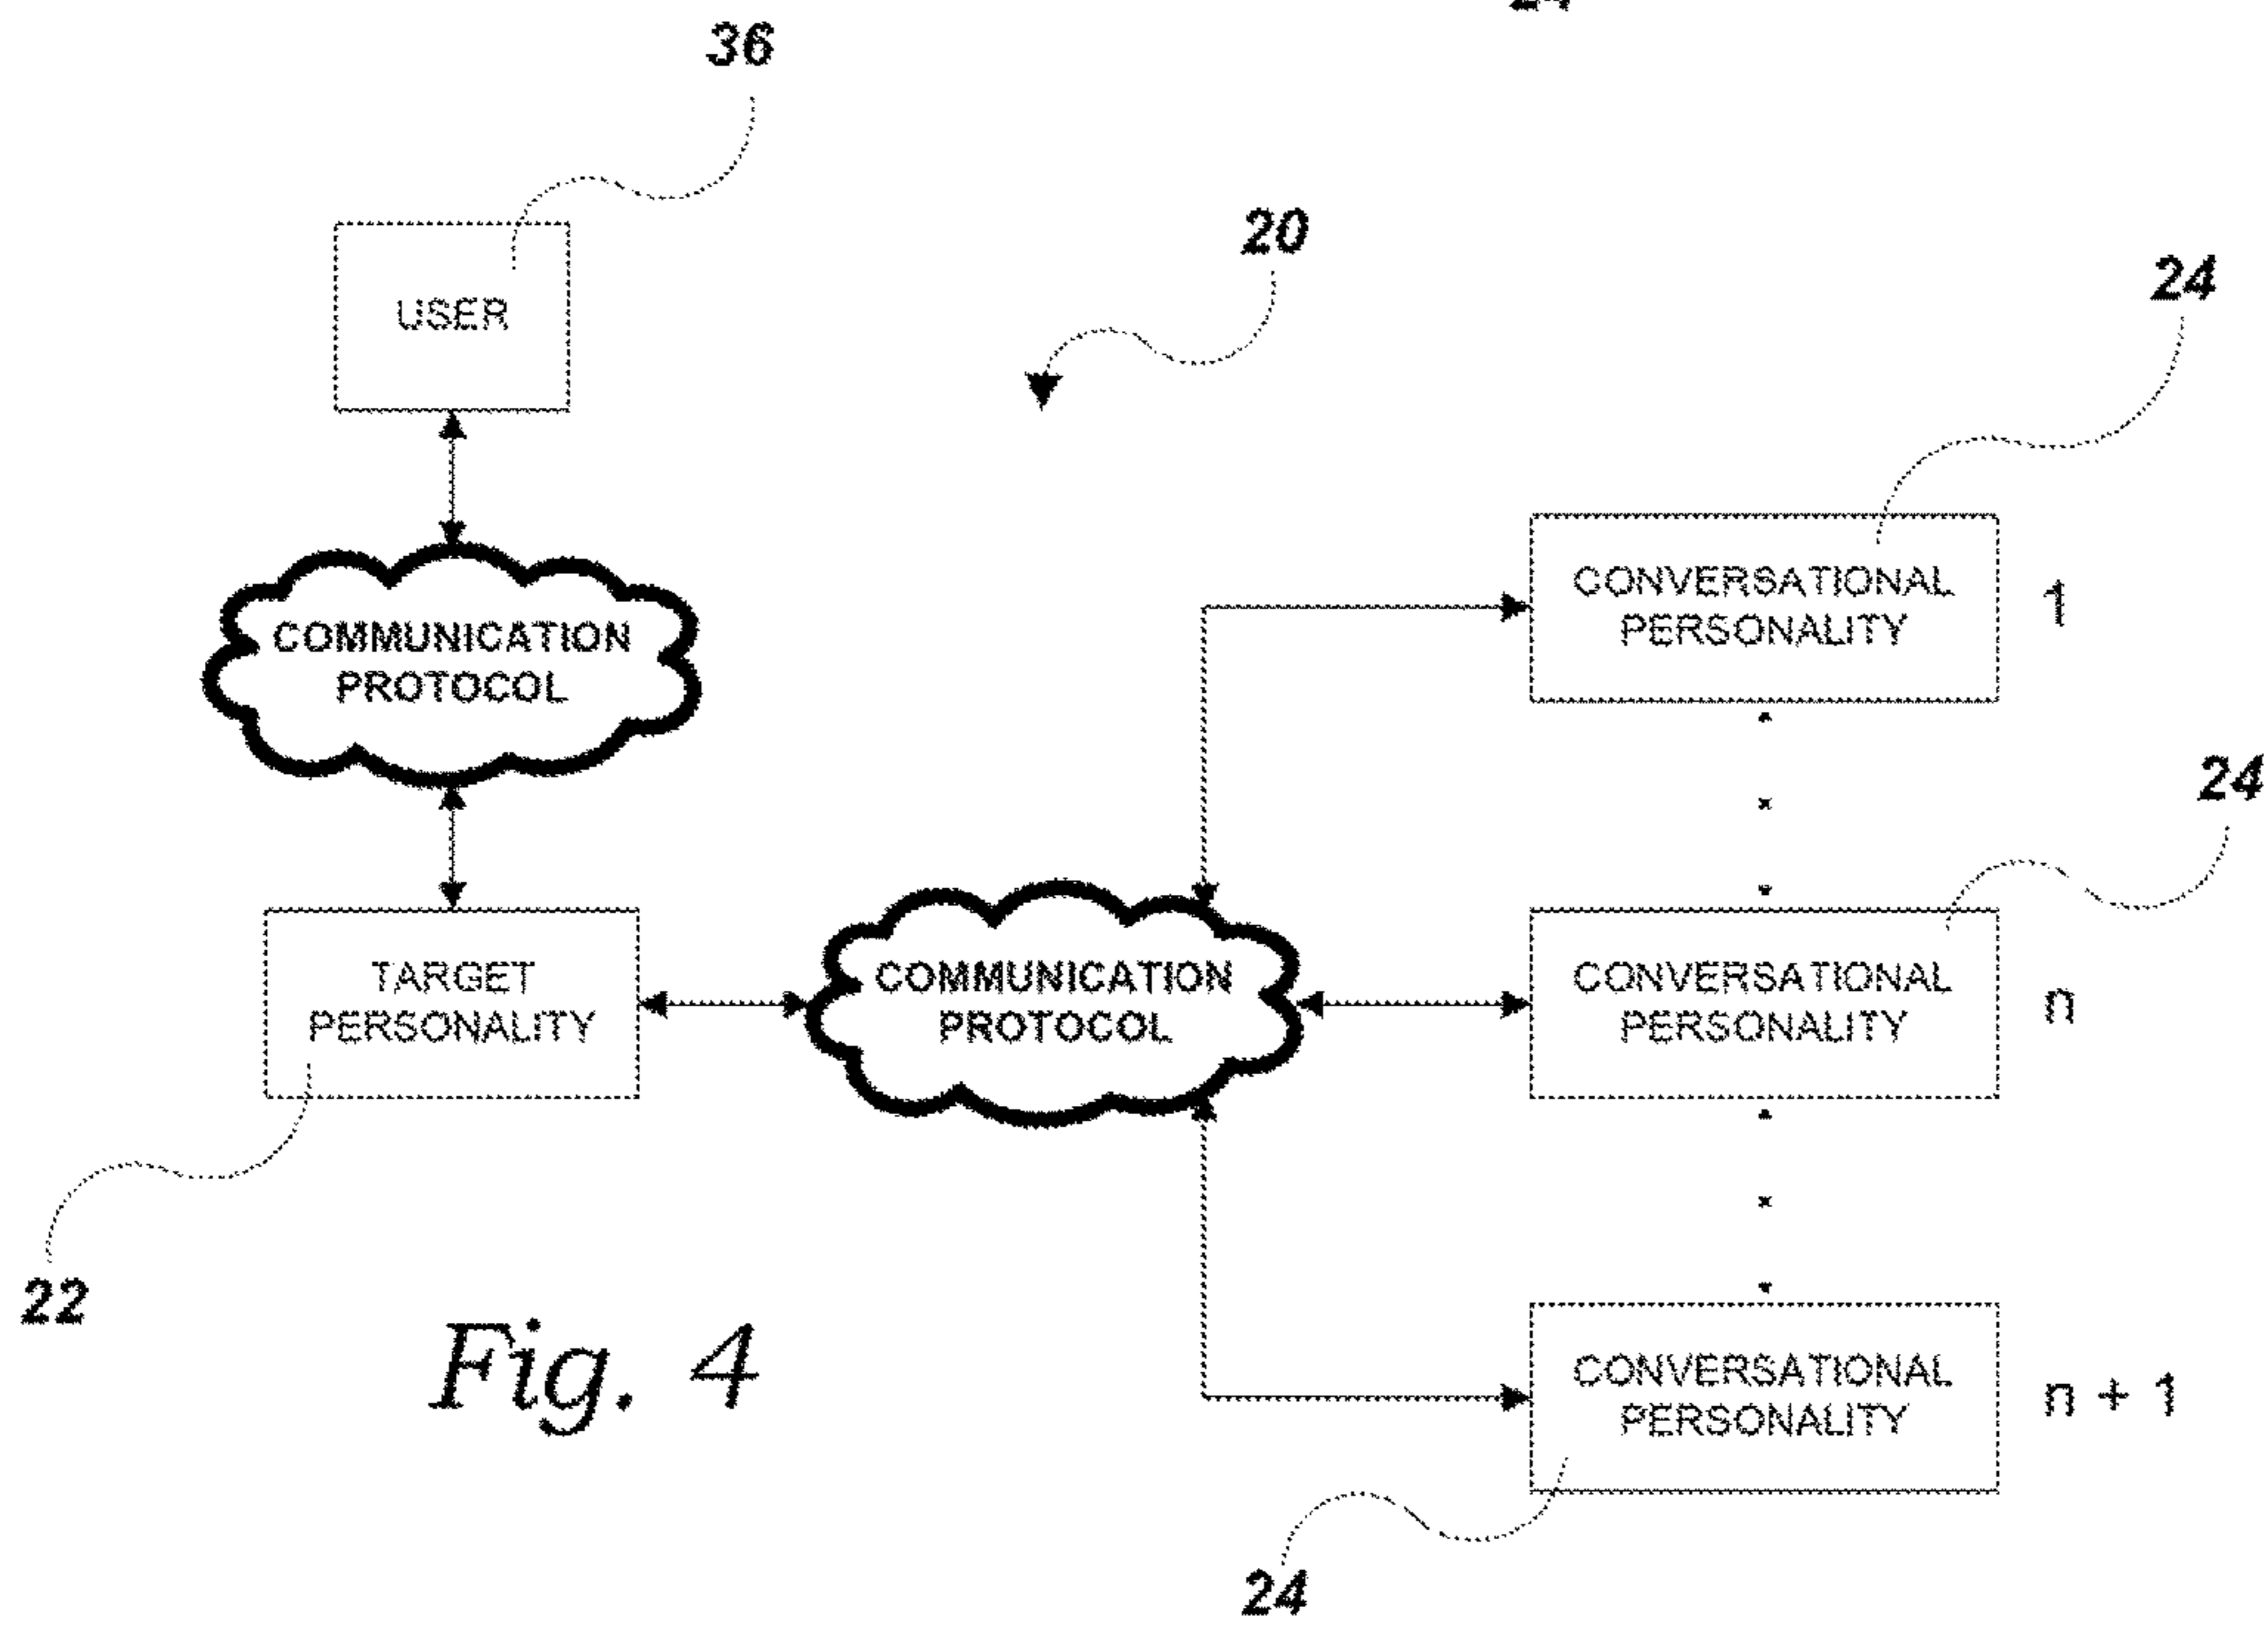 36
20
24
USER
CONVERSATIONAL
PERSONALITY
1
COMMUNICATION
PROTOCOL
24
TARGET
PERSONALITY
COMMUNICATION
PROTOCOL
CONVERSATIONAL
PERSONALITY
n
22
Fig. 4
CONVERSATIONAL
PERSONALITY
n + 1
24